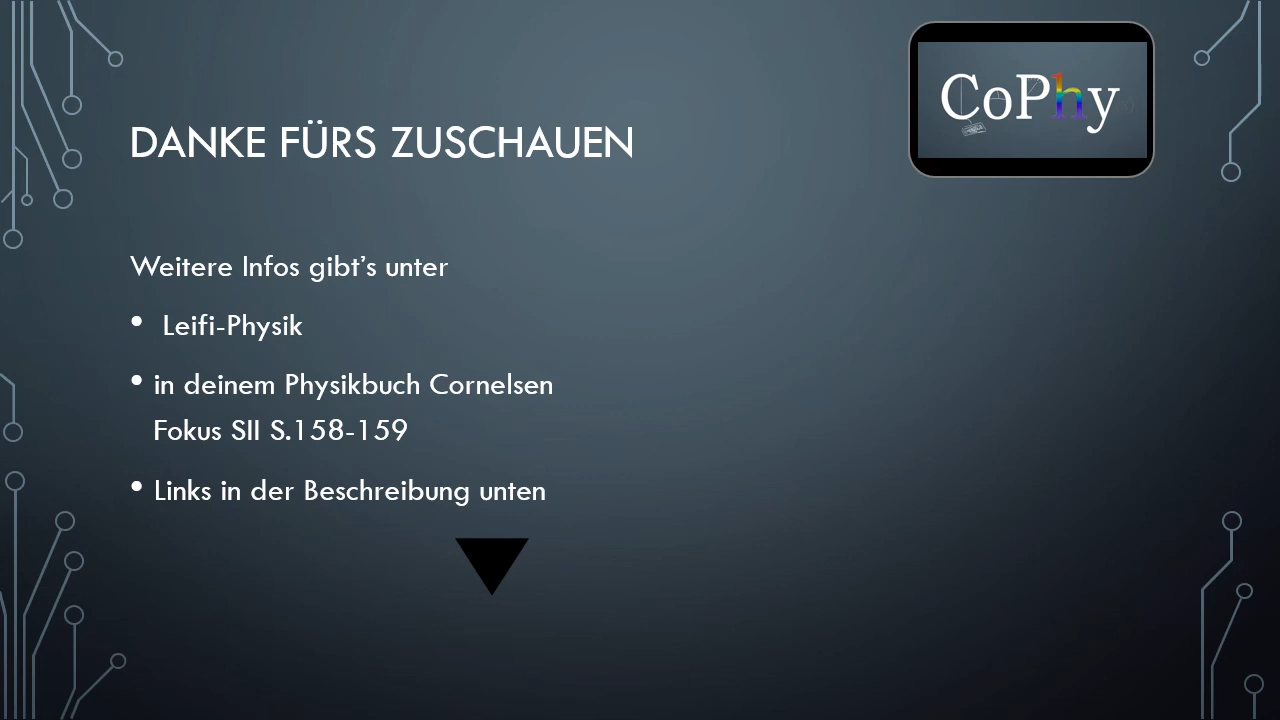 CoPhy
DANKE FÜRS ZUSCHAUEN
Weitere Infos gibt’s unter
• Leifi-Physik
• in deinem Physikbuch Cornelsen
Fokus SII S.158-159
• Links in der Beschreibung unten